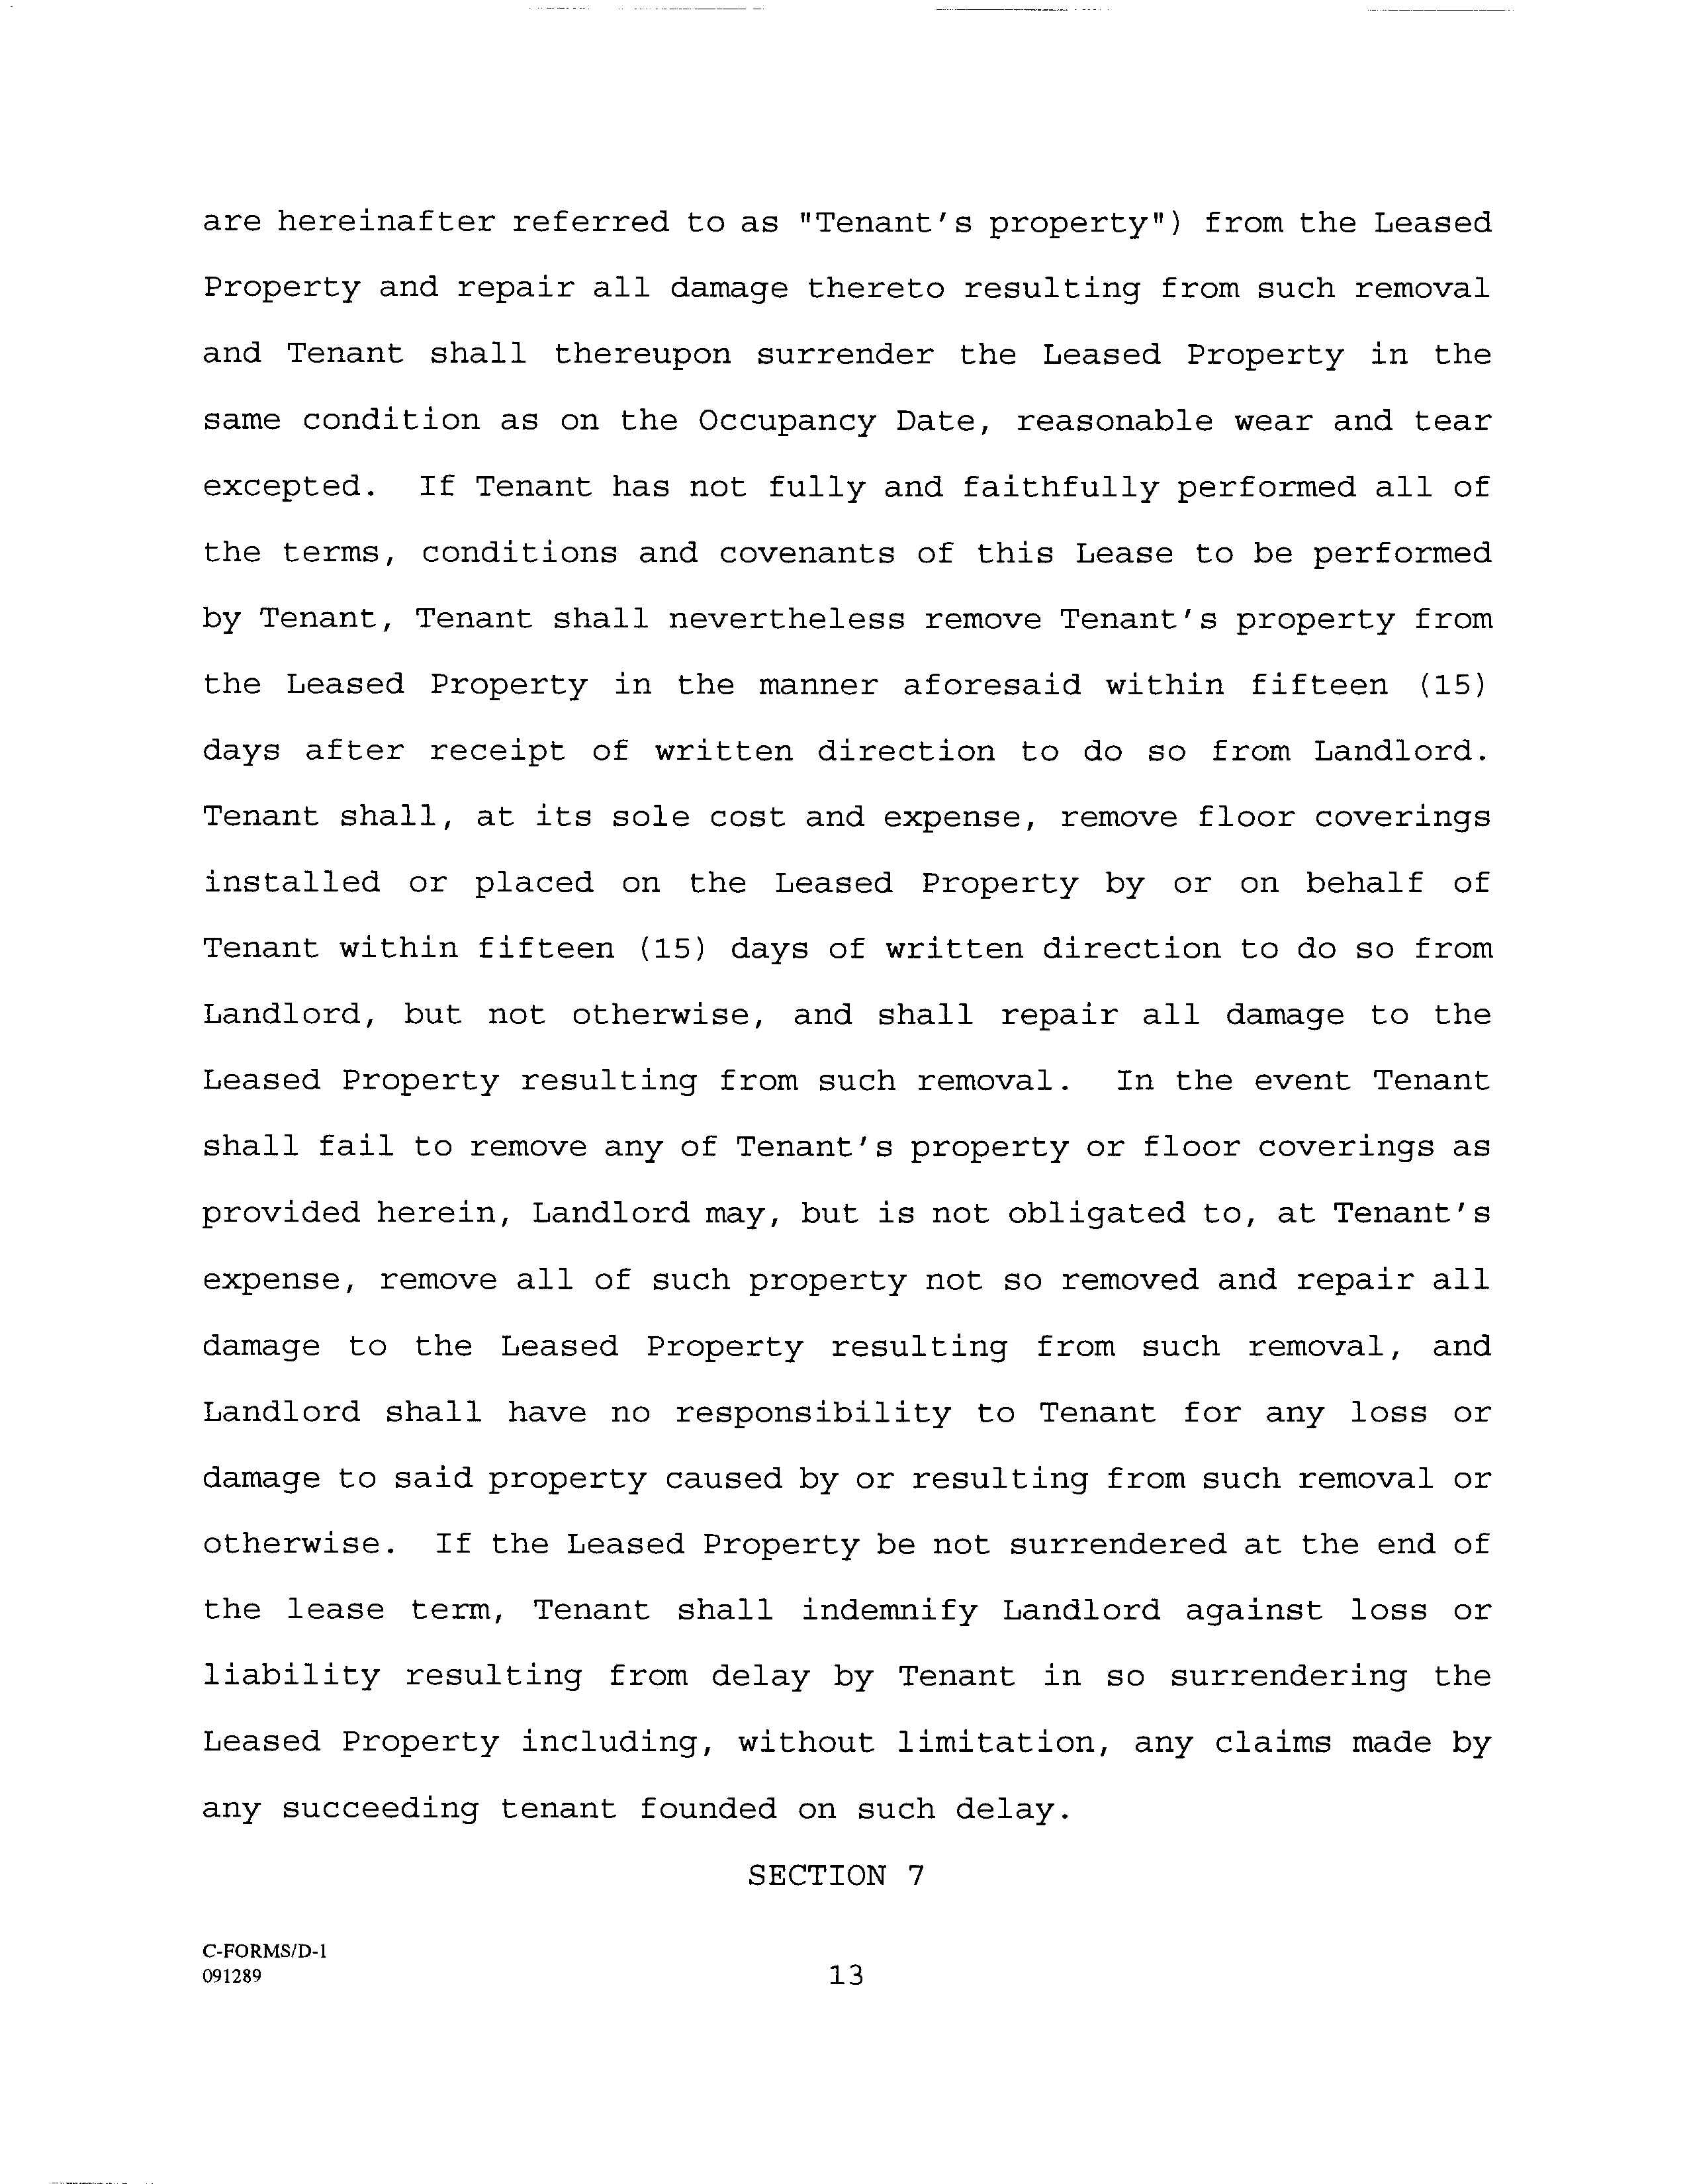 are hereinafter referred to as "Tenant's property") from the Leased
Property and repair all damage thereto resulting from such removal
and Tenant shall thereupon surrender the Leased Property in the
same condition as on the Occupancy Date, reasonable wear and tear
excepted. If Tenant has not fully and faithfully performed all of
the terms, conditions and covenants of this Lease to be performed
by Tenant, Tenant shall nevertheless remove Tenant's property from
the Leased Property in the manner aforesaid within fifteen (15)
days after receipt of written direction to do so from Landlord.
Tenant shall, at its sole cost and expense, remove floor coverings
installed or placed on the Leased Property by or on behalf of
Tenant within fifteen (15) days of written direction to do so from
Landlord, but not otherwise, and shall repair all damage to the
Leased Property resulting from such removal. In the event Tenant
shall fail to remove any of Tenant's property or floor coverings as
provided herein, Landlord may, but is not obligated to, at Tenant's
expense, remove all of such property not so removed and repair all
damage to the Leased Property resulting from such removal, and
Landlord shall have no responsibility to Tenant for any loss or
damage to said property caused by or resulting from such removal or
otherwise. If the Leased Property be not surrendered at the end of
the lease term, Tenant shall indemnify Landlord against loss or
liability resulting from delay by Tenant in so surrendering the
Leased Property including, without limitation, any claims made by
any succeeding tenant founded on such delay.
SECTION 7
C-FORMS/D-1
091289
13